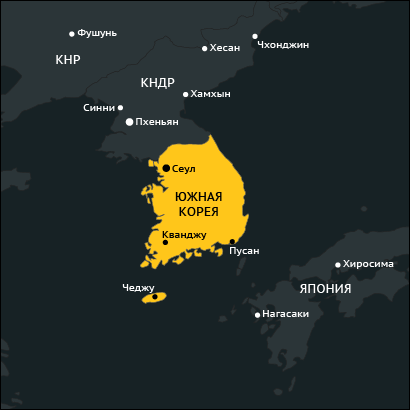 Фушунь
Хесан
Чхонджин
КНР
КНДР
Хамхын
Синни
Пхеньян
Сеул
ЮЖНАЯ
КОРЕЯ
Кванджу
Пусан
Хиросима
Чеджу
ЯПОНИЯ
Нагасаки